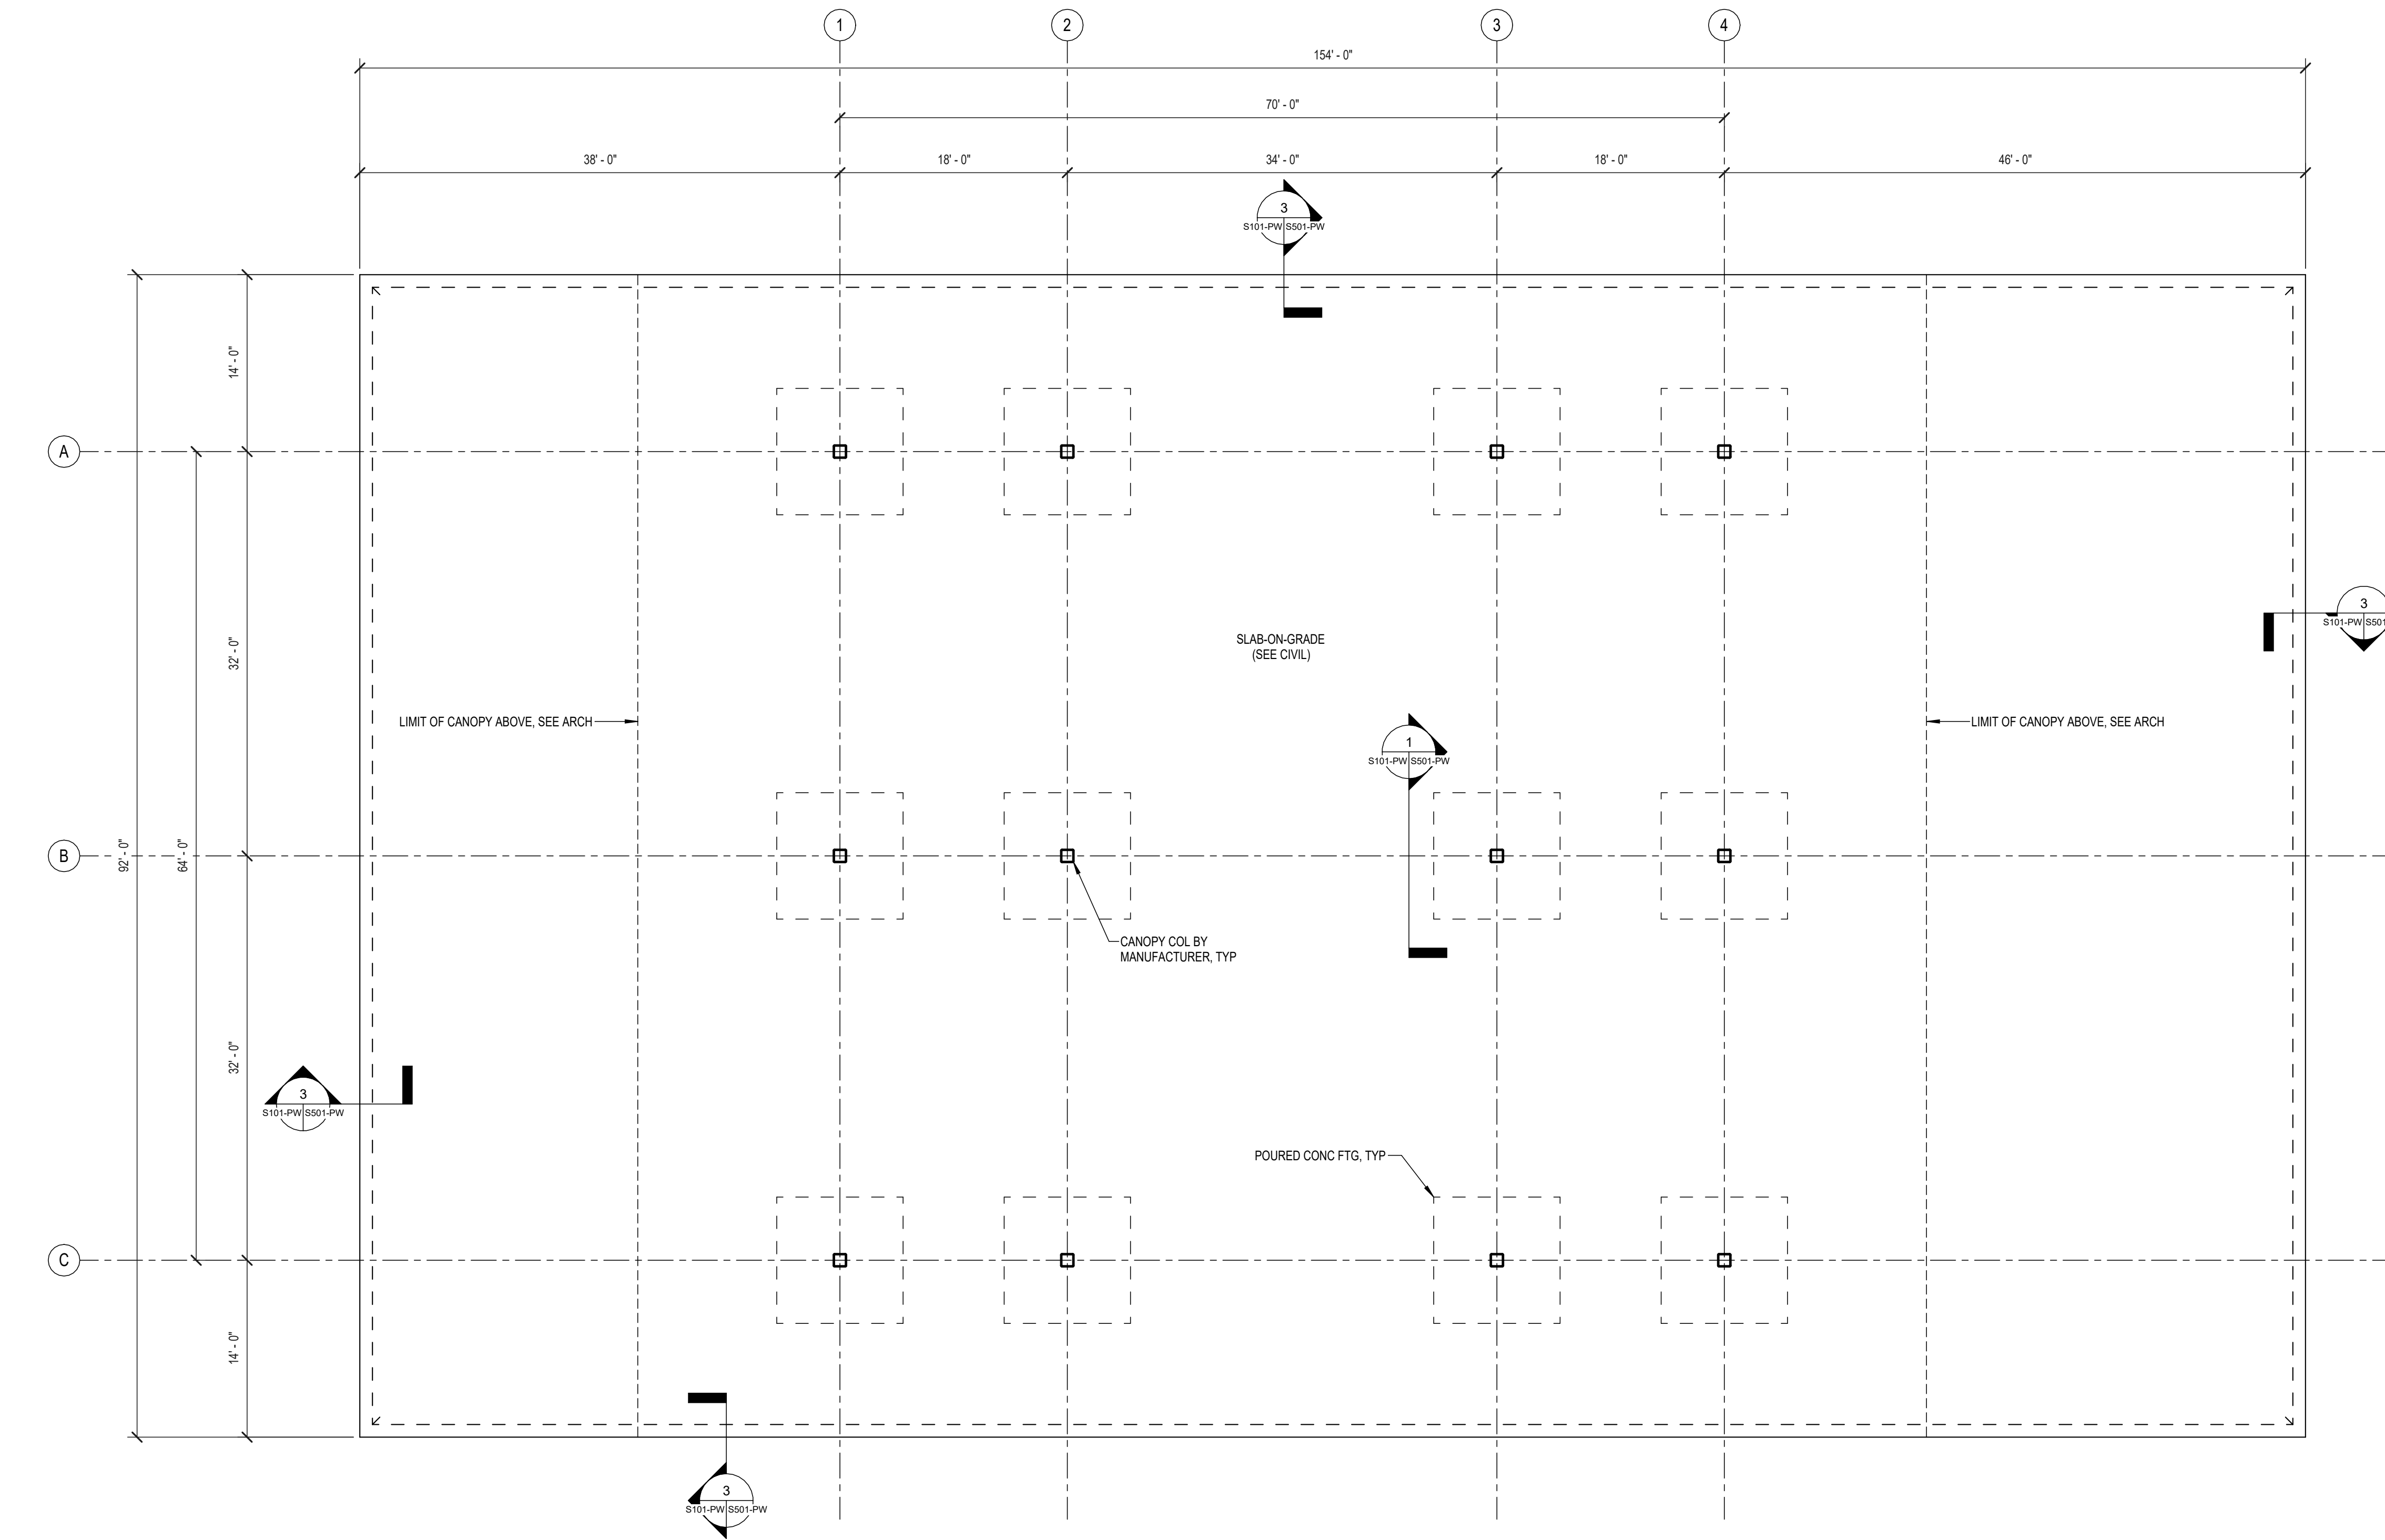 1
2
3
4
154' - 0"
70' - 0"
38' - 0"
18' - 0"
34' - 0"
18' - 0"
46' - 0"
3
S101-PW S501-PW
14' - 0"
A
32' - 0"
3
S101-PW S501
SLAB-ON-GRADE
(SEE CIVIL)
LIMIT OF CANOPY ABOVE, SEE ARCH
LIMIT OF CANOPY ABOVE, SEE ARCH
1
S101-PW S501-PW
B
92' - 0"
64' - 0"
CANOPY COL BY
MANUFACTURER, TYP
32' - 0"
3
S101-PW S501-PW
POURED CONC FTG, TYP
C
14' - 0"
3
S101-PW S501-PW